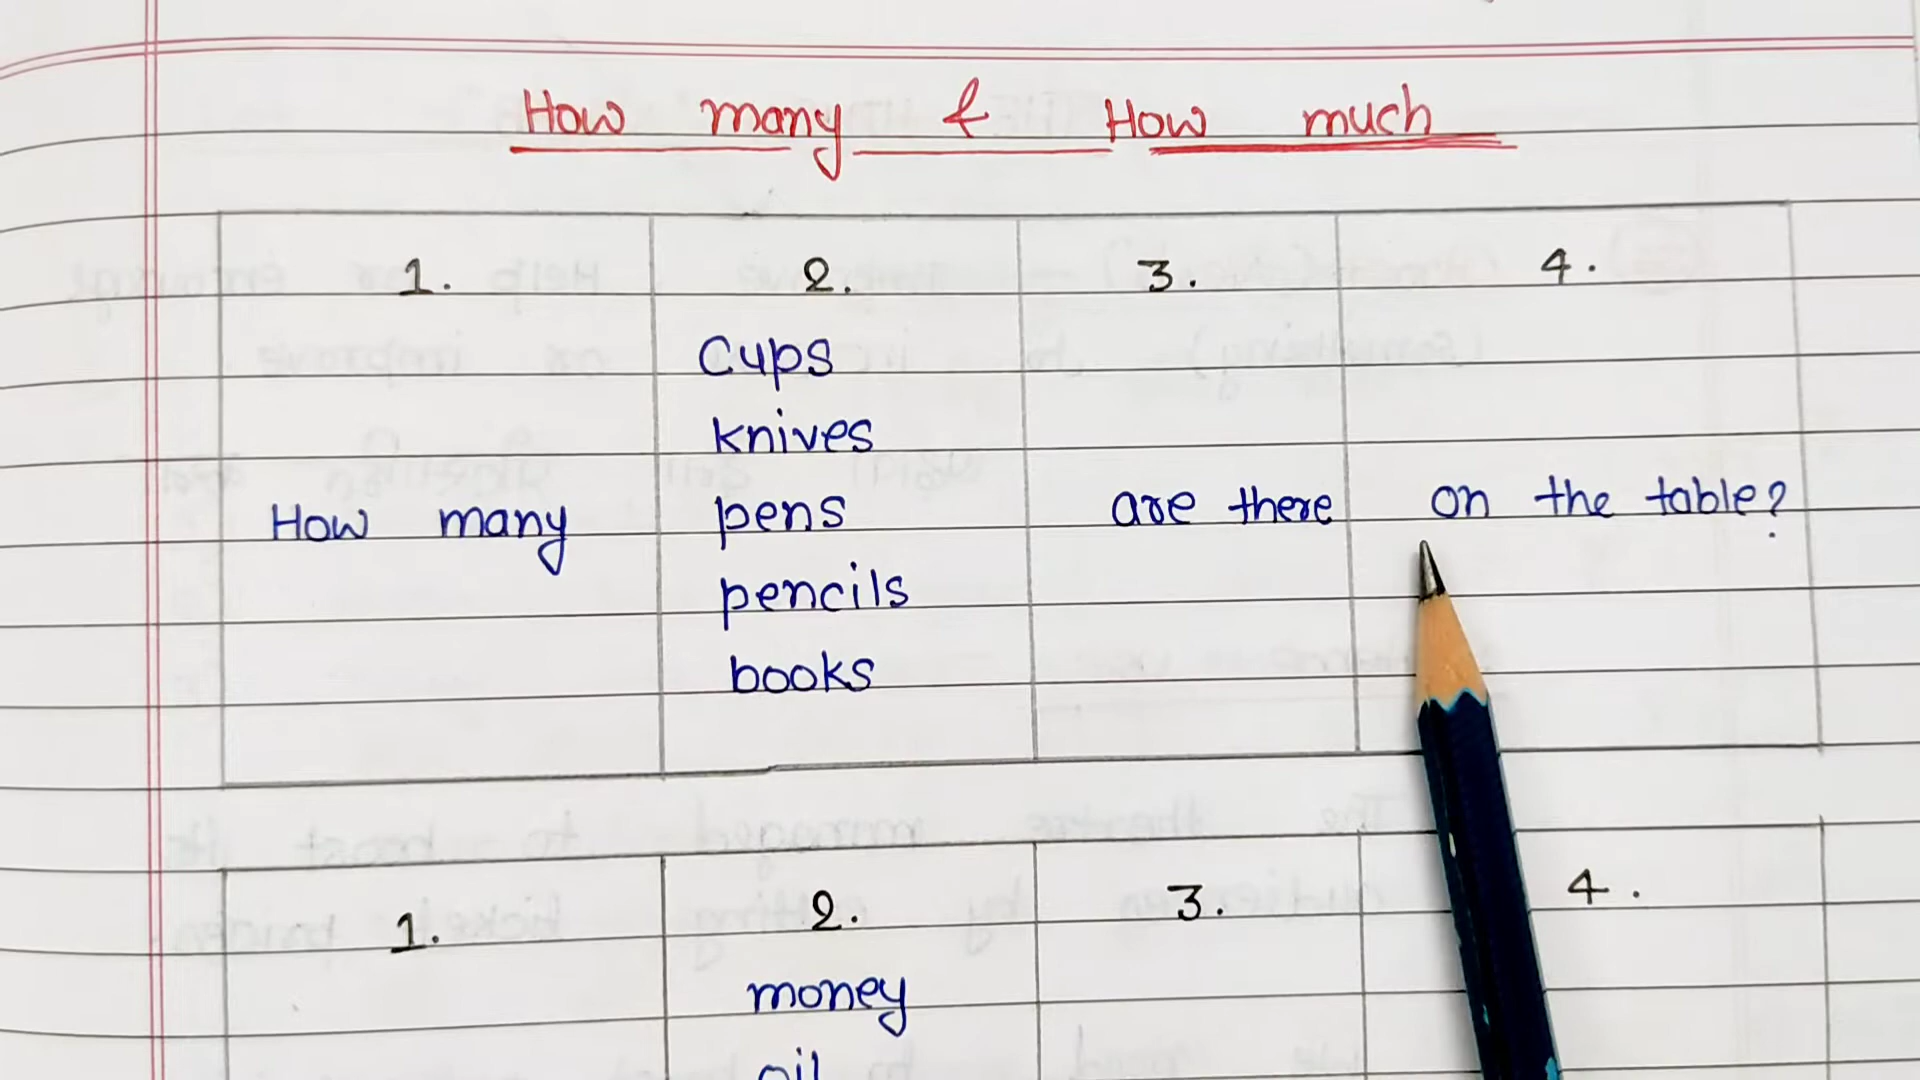 How many & How much
1. 2. 3. 4.
Cups
knives
How many pens are there on the table?
pencils
books
1. 2. 3. 4.
money
oil